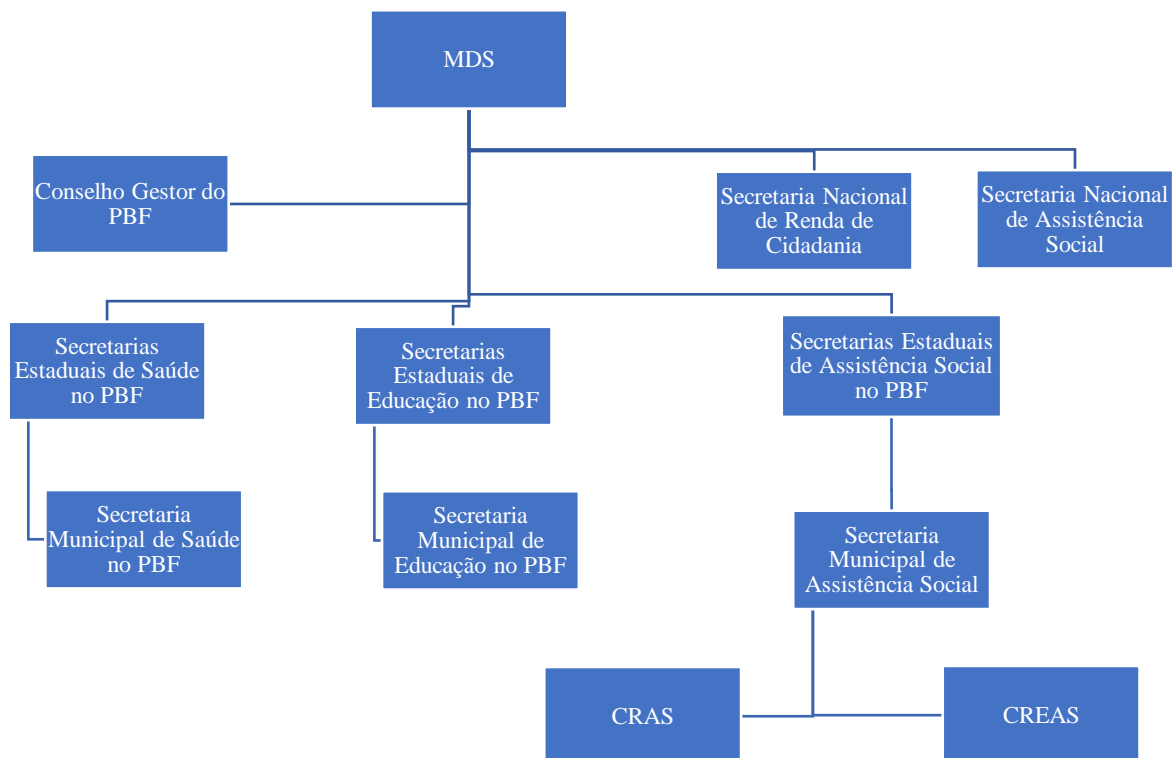 MDS
Conselho Gestor do
PBF
Secretaria Nacional
de Renda de
Cidadania
Secretaria Nacional
de Assistência
Social
Secretarias
Estaduais de Saúde
no PBF
Secretarias
Estaduais de
Educação no PBF
Secretarias Estaduais
de Assistência Social
no PBF
Secretaria
Municipal de Saúde
no PBF
Secretaria
Municipal de
Educação no PBF
Secretaria
Municipal de
Assistência Social
CRAS
CREAS